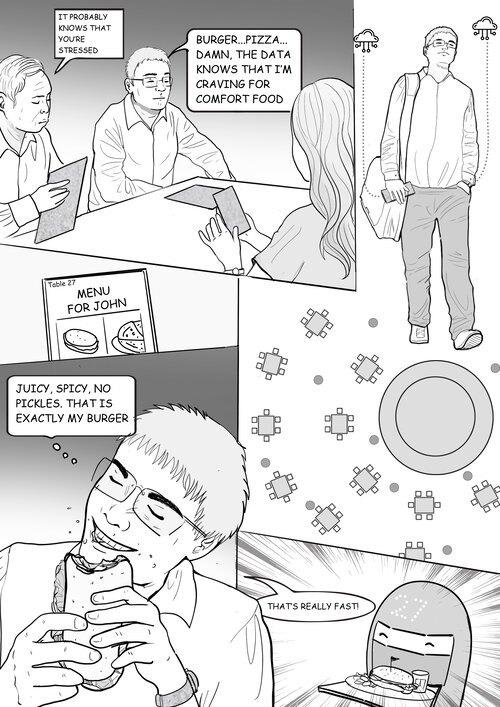 IT PROBABLY
KNOWS THAT
YOU'RE
STRESSED
BURGER...PIZZA...
DAMN, THE DATA
KNOWS THAT I'M
CRAVING FOR
COMFORT FOOD
Table 27
MENU
FOR JOHN
JUICY, SPICY, NO
PICKLES. THAT IS
EXACTLY MY BURGER
THAT'S REALLY FAST!
27